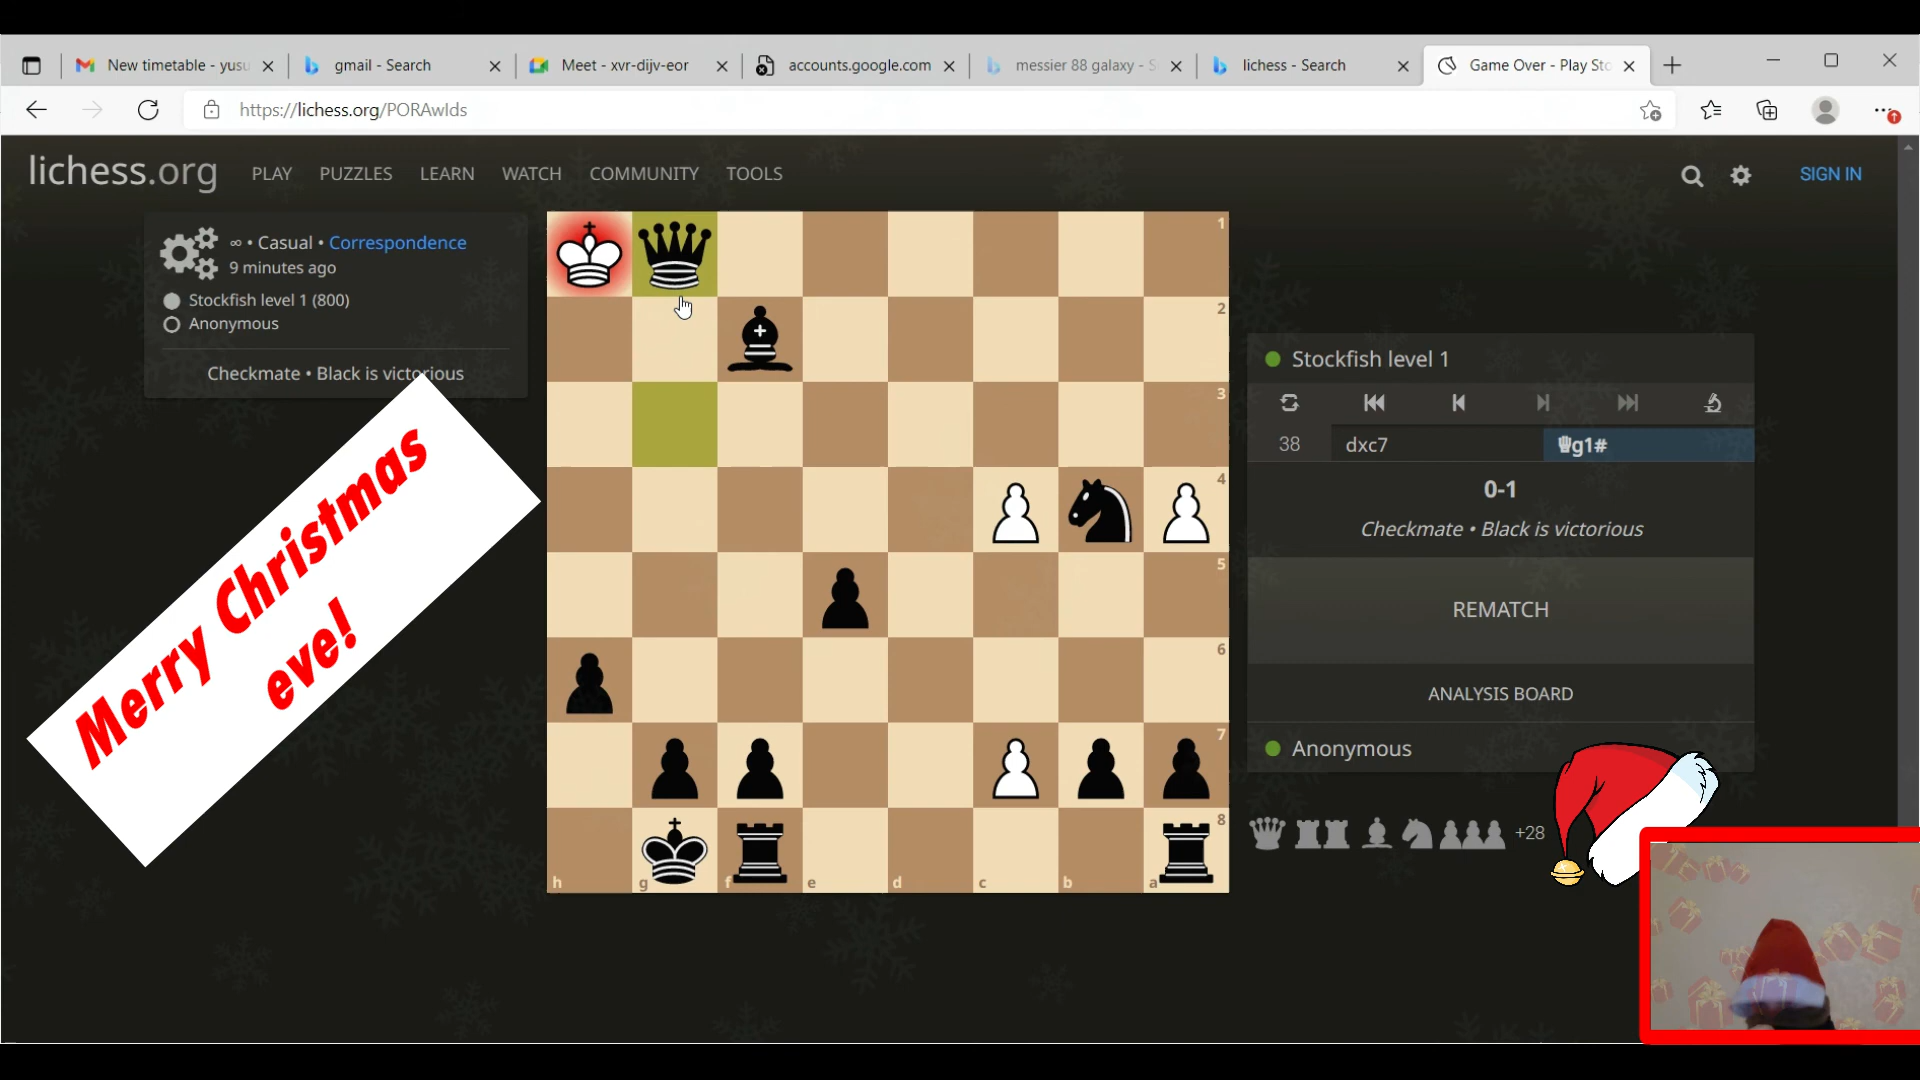 New timetable - yusu
gmail - Search
Meet - xvr-dijv-eor
accounts.google.com
messier 88 galaxy - S
lichess - Search
Game Over - Play Sto
https://lichess.org/PORAwIds
lichess.org
PLAY
PUZZLES
LEARN
WATCH
COMMUNITY
TOOLS
SIGN IN
∞ • Casual • Correspondence
9 minutes ago
Stockfish level 1 (800)
Anonymous
Checkmate • Black is victorious
Merry Christmas
eve!
1
2
3
4
5
6
7
8
h
g
f
e
d
c
b
a
Stockfish level 1
38 dxc7 ♛g1#
0-1
Checkmate • Black is victorious
REMATCH
ANALYSIS BOARD
Anonymous
+28